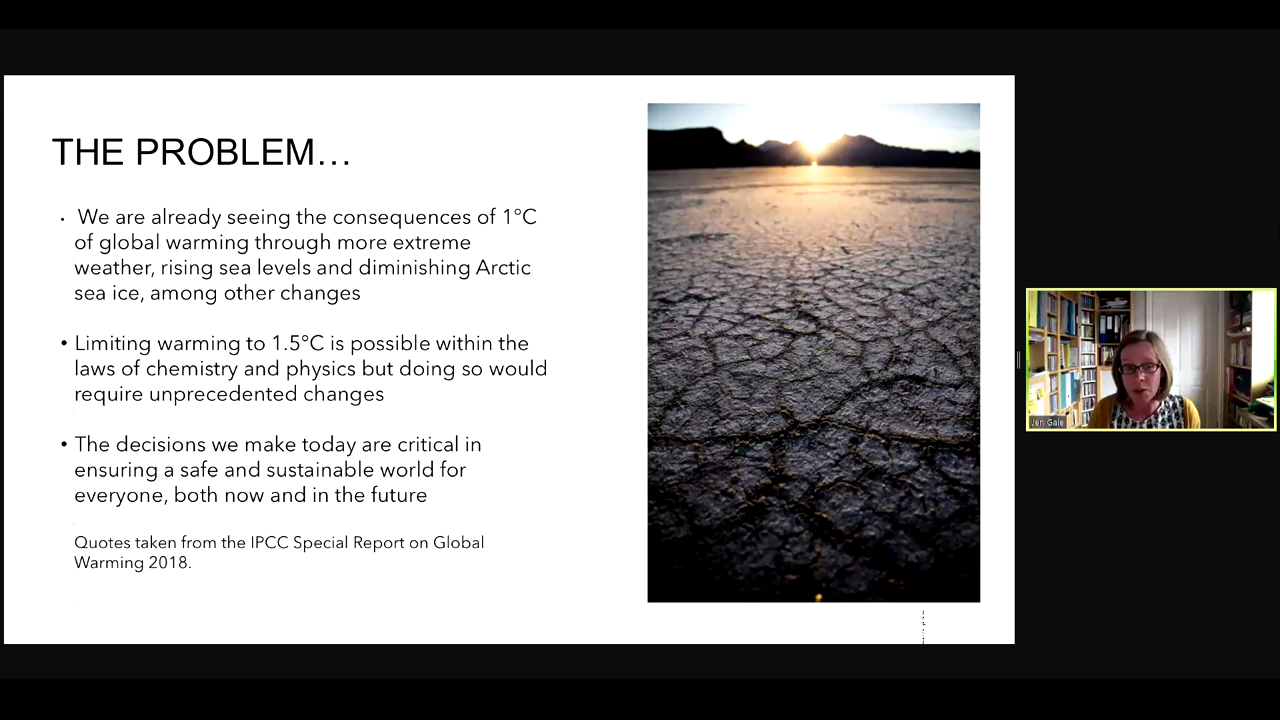 THE PROBLEM…
• We are already seeing the consequences of 1°C
of global warming through more extreme
weather, rising sea levels and diminishing Arctic
sea ice, among other changes
• Limiting warming to 1.5°C is possible within the
laws of chemistry and physics but doing so would
require unprecedented changes
• The decisions we make today are critical in
ensuring a safe and sustainable world for
everyone, both now and in the future
Quotes taken from the IPCC Special Report on Global
Warming 2018.
Jen Gale